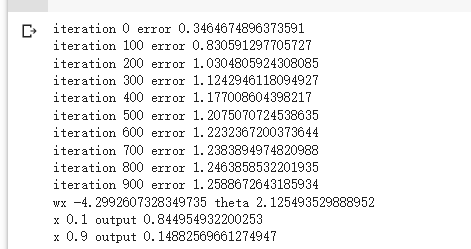 iteration 0 error 0.3464674896373591
iteration 100 error 0.830591297705727
iteration 200 error 1.0304805924308085
iteration 300 error 1.1242946118094927
iteration 400 error 1.177008604398217
iteration 500 error 1.2075070724538635
iteration 600 error 1.2232367200373644
iteration 700 error 1.2383894974820988
iteration 800 error 1.2463858532201935
iteration 900 error 1.2588672643185934
wx -4.2992607328349735 theta 2.125493529888952
x 0.1 output 0.844954932200253
x 0.9 output 0.14882569661274947